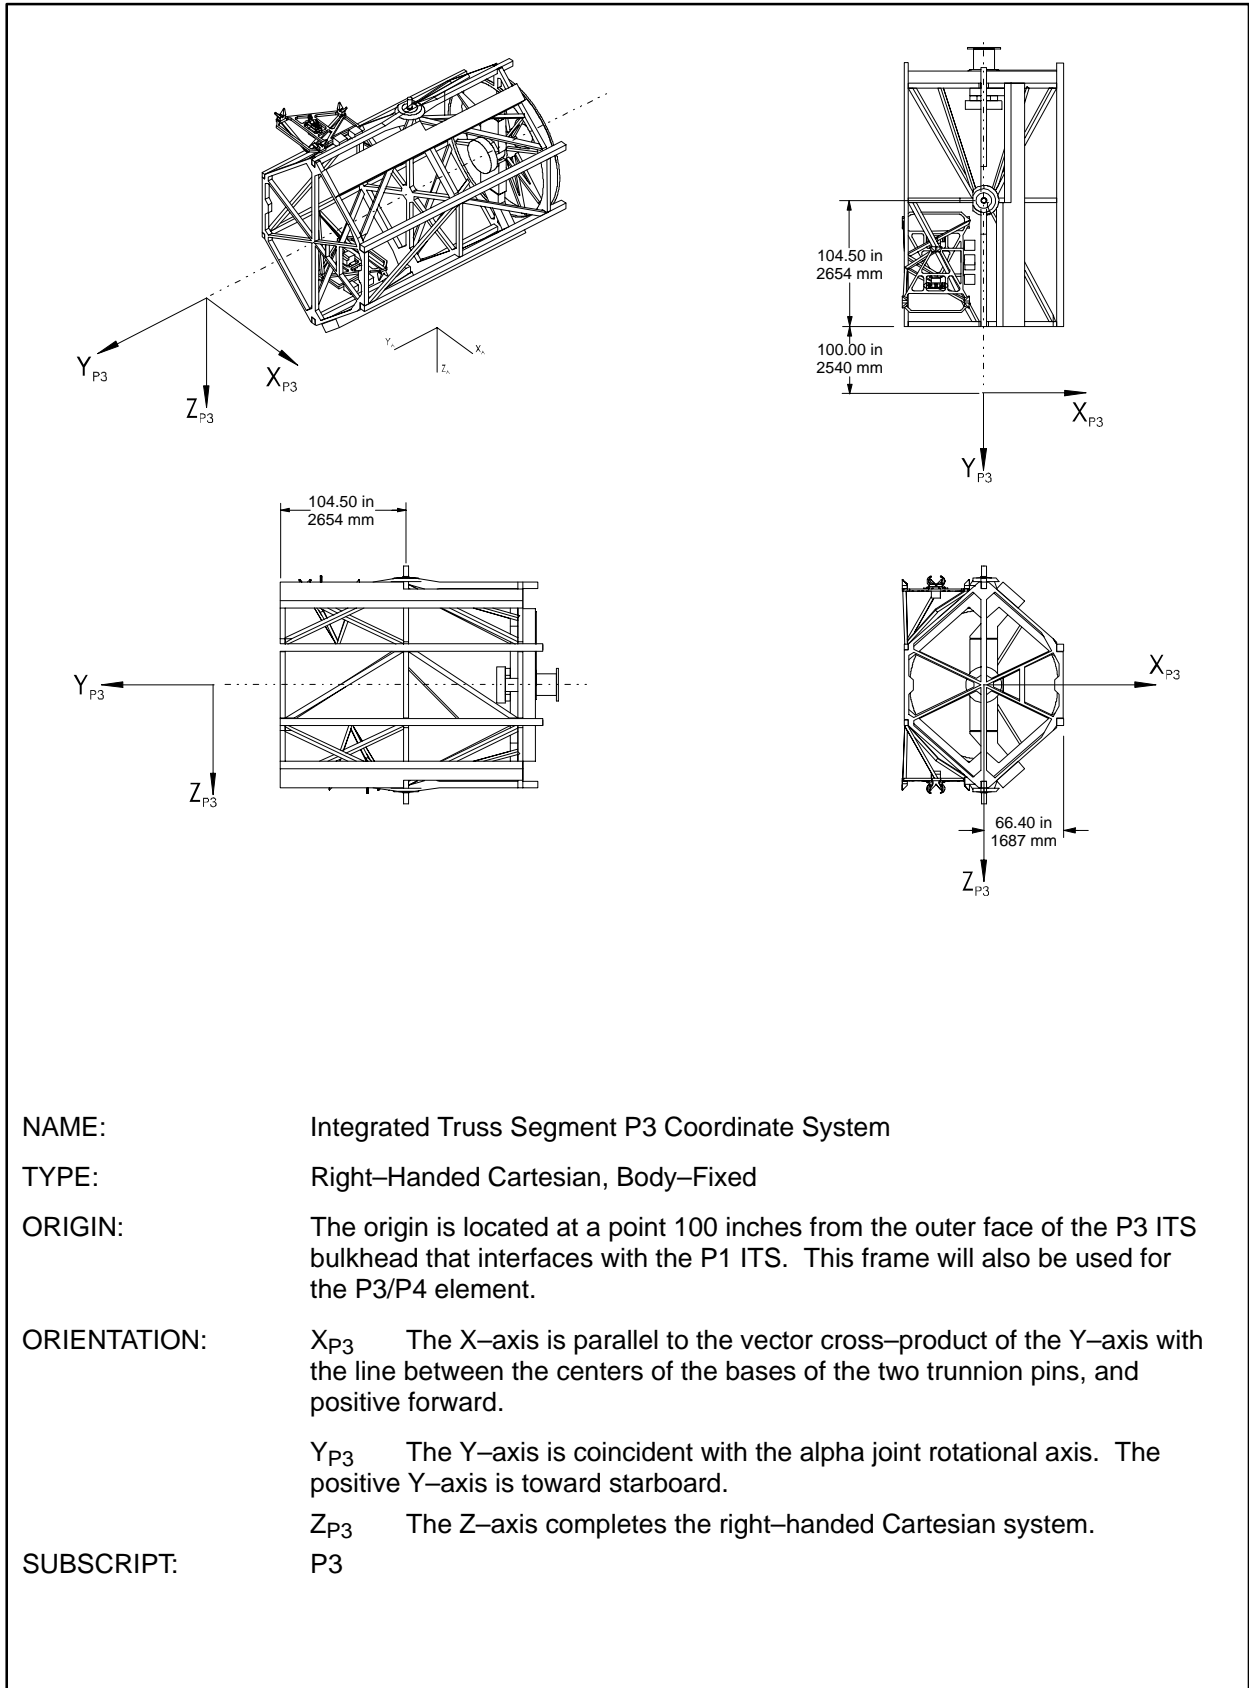 Y_P3
Z_P3
X_P3
Y_A
Z_A
X_A
104.50 in
2654 mm
100.00 in
2540 mm
X_P3
Y_P3
104.50 in
2654 mm
Y_P3
Z_P3
X_P3
66.40 in
1687 mm
Z_P3
NAME: Integrated Truss Segment P3 Coordinate System
TYPE: Right–Handed Cartesian, Body–Fixed
ORIGIN: The origin is located at a point 100 inches from the outer face of the P3 ITS
bulkhead that interfaces with the P1 ITS. This frame will also be used for
the P3/P4 element.
ORIENTATION: X_P3 The X–axis is parallel to the vector cross–product of the Y–axis with
the line between the centers of the bases of the two trunnion pins, and
positive forward.
Y_P3 The Y–axis is coincident with the alpha joint rotational axis. The
positive Y–axis is toward starboard.
Z_P3 The Z–axis completes the right–handed Cartesian system.
SUBSCRIPT: P3